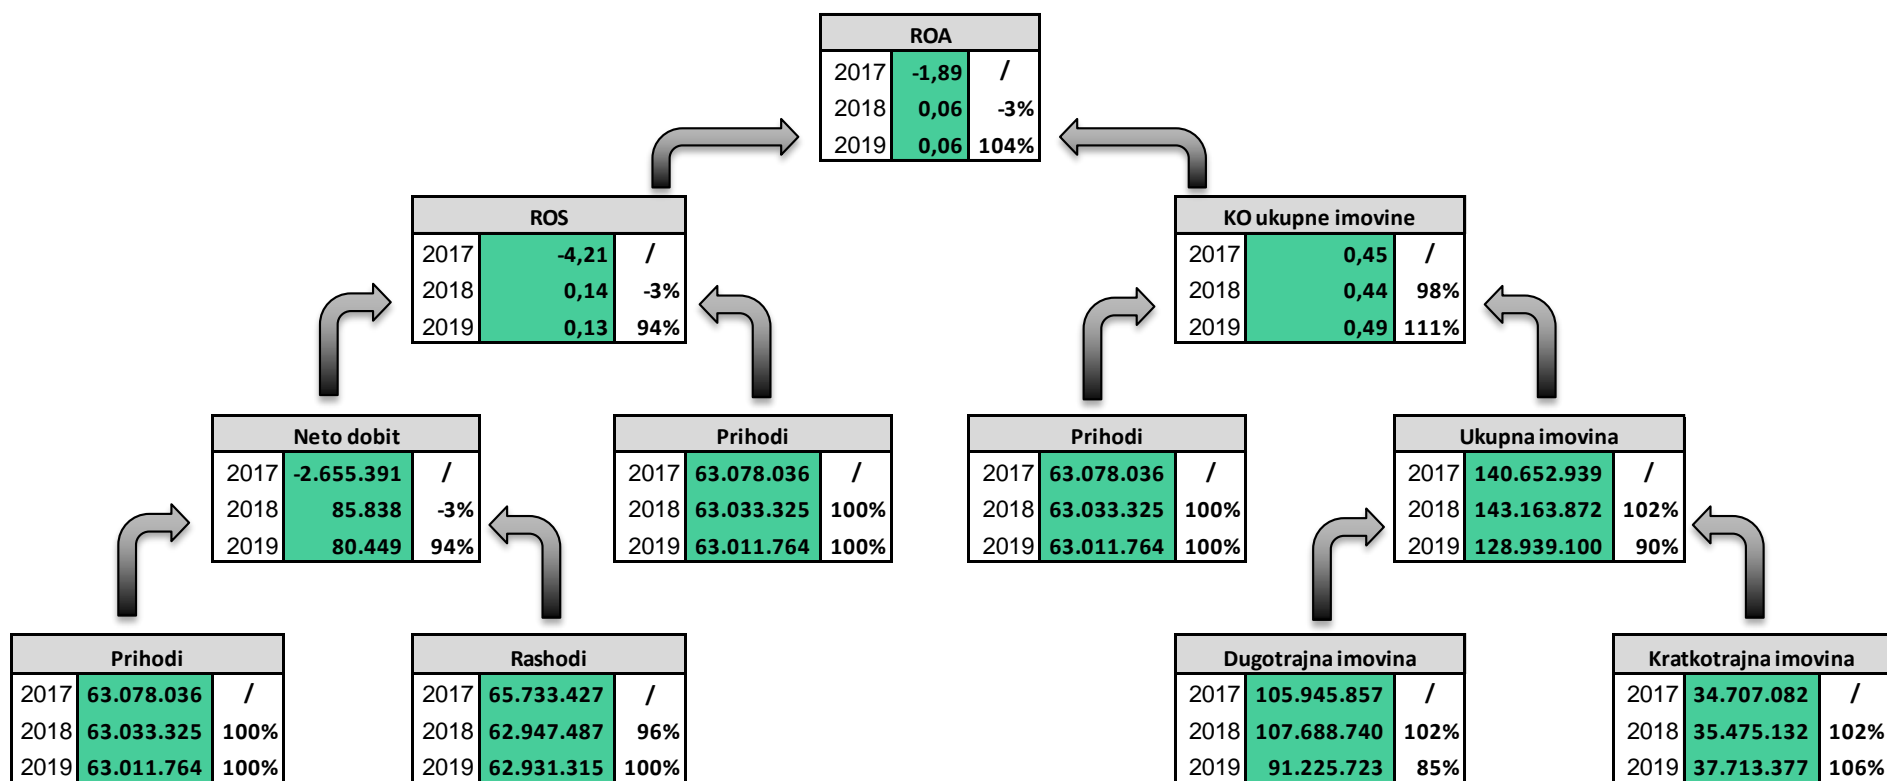 ROA
2017 -1,89 /
2018 0,06 -3%
2019 0,06 104%
ROS
2017 -4,21 /
2018 0,14 -3%
2019 0,13 94%
KO ukupne imovine
2017 0,45 /
2018 0,44 98%
2019 0,49 111%
Neto dobit
2017 -2.655.391 /
2018 85.838 -3%
2019 80.449 94%
Prihodi
2017 63.078.036 /
2018 63.033.325 100%
2019 63.011.764 100%
Prihodi
2017 63.078.036 /
2018 63.033.325 100%
2019 63.011.764 100%
Ukupna imovina
2017 140.652.939 /
2018 143.163.872 102%
2019 128.939.100 90%
Prihodi
2017 63.078.036 /
2018 63.033.325 100%
2019 63.011.764 100%
Rashodi
2017 65.733.427 /
2018 62.947.487 96%
2019 62.931.315 100%
Dugotrajna imovina
2017 105.945.857 /
2018 107.688.740 102%
2019 91.225.723 85%
Kratkotrajna imovina
2017 34.707.082 /
2018 35.475.132 102%
2019 37.713.377 106%